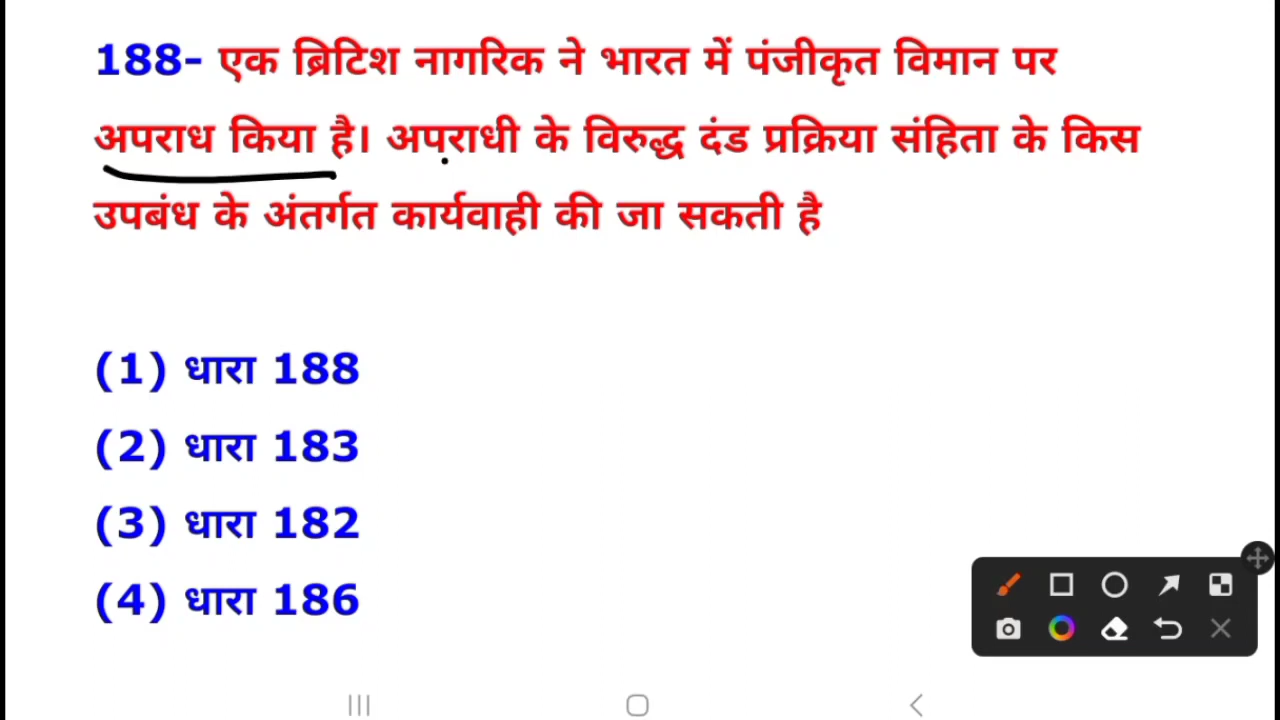 188- एक ब्रिटिश नागरिक ने भारत में पंजीकृत विमान पर
अपराध किया है। अपराधी के विरुद्ध दंड प्रक्रिया संहिता के किस
उपबंध के अंतर्गत कार्यवाही की जा सकती है
(1) धारा 188
(2) धारा 183
(3) धारा 182
(4) धारा 186